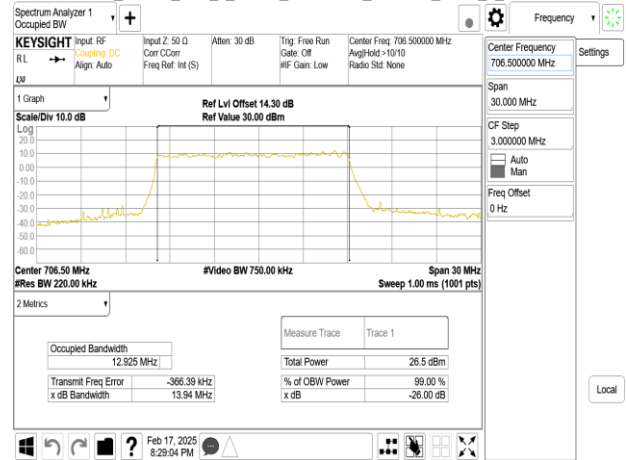 Spectrum Analyzer 1
Occupied BW
Frequency
KEYSIGHT
RL
LXI
Input: RF
Coupling: DC
Align: Auto
Input Z: 50 Ω
Corr CCorr
Freq Ref: Int (S)
Atten: 30 dB
Trig: Free Run
Gate: Off
#IF Gain: Low
Center Freq: 706.500000 MHz
Avg|Hold:>10/10
Radio Std: None
Center Frequency
706.500000 MHz
Settings
Span
30.000 MHz
CF Step
3.000000 MHz
Auto
Man
Freq Offset
0 Hz
1 Graph
Scale/Div 10.0 dB
Ref Lvl Offset 14.30 dB
Ref Value 30.00 dBm
Log
20.0
10.0
0.00
-10.0
-20.0
-30.0
-40.0
-50.0
-60.0
Center 706.50 MHz
#Video BW 750.00 kHz
Span 30 MHz
#Res BW 220.00 kHz
Sweep 1.00 ms (1001 pts)
2 Metrics
Measure Trace Trace 1
Occupied Bandwidth
12.925 MHz
Total Power 26.5 dBm
Transmit Freq Error -366.39 kHz
% of OBW Power 99.00 %
x dB Bandwidth 13.94 MHz
x dB -26.00 dB
Local
?
Feb 17, 2025
8:29:04 PM